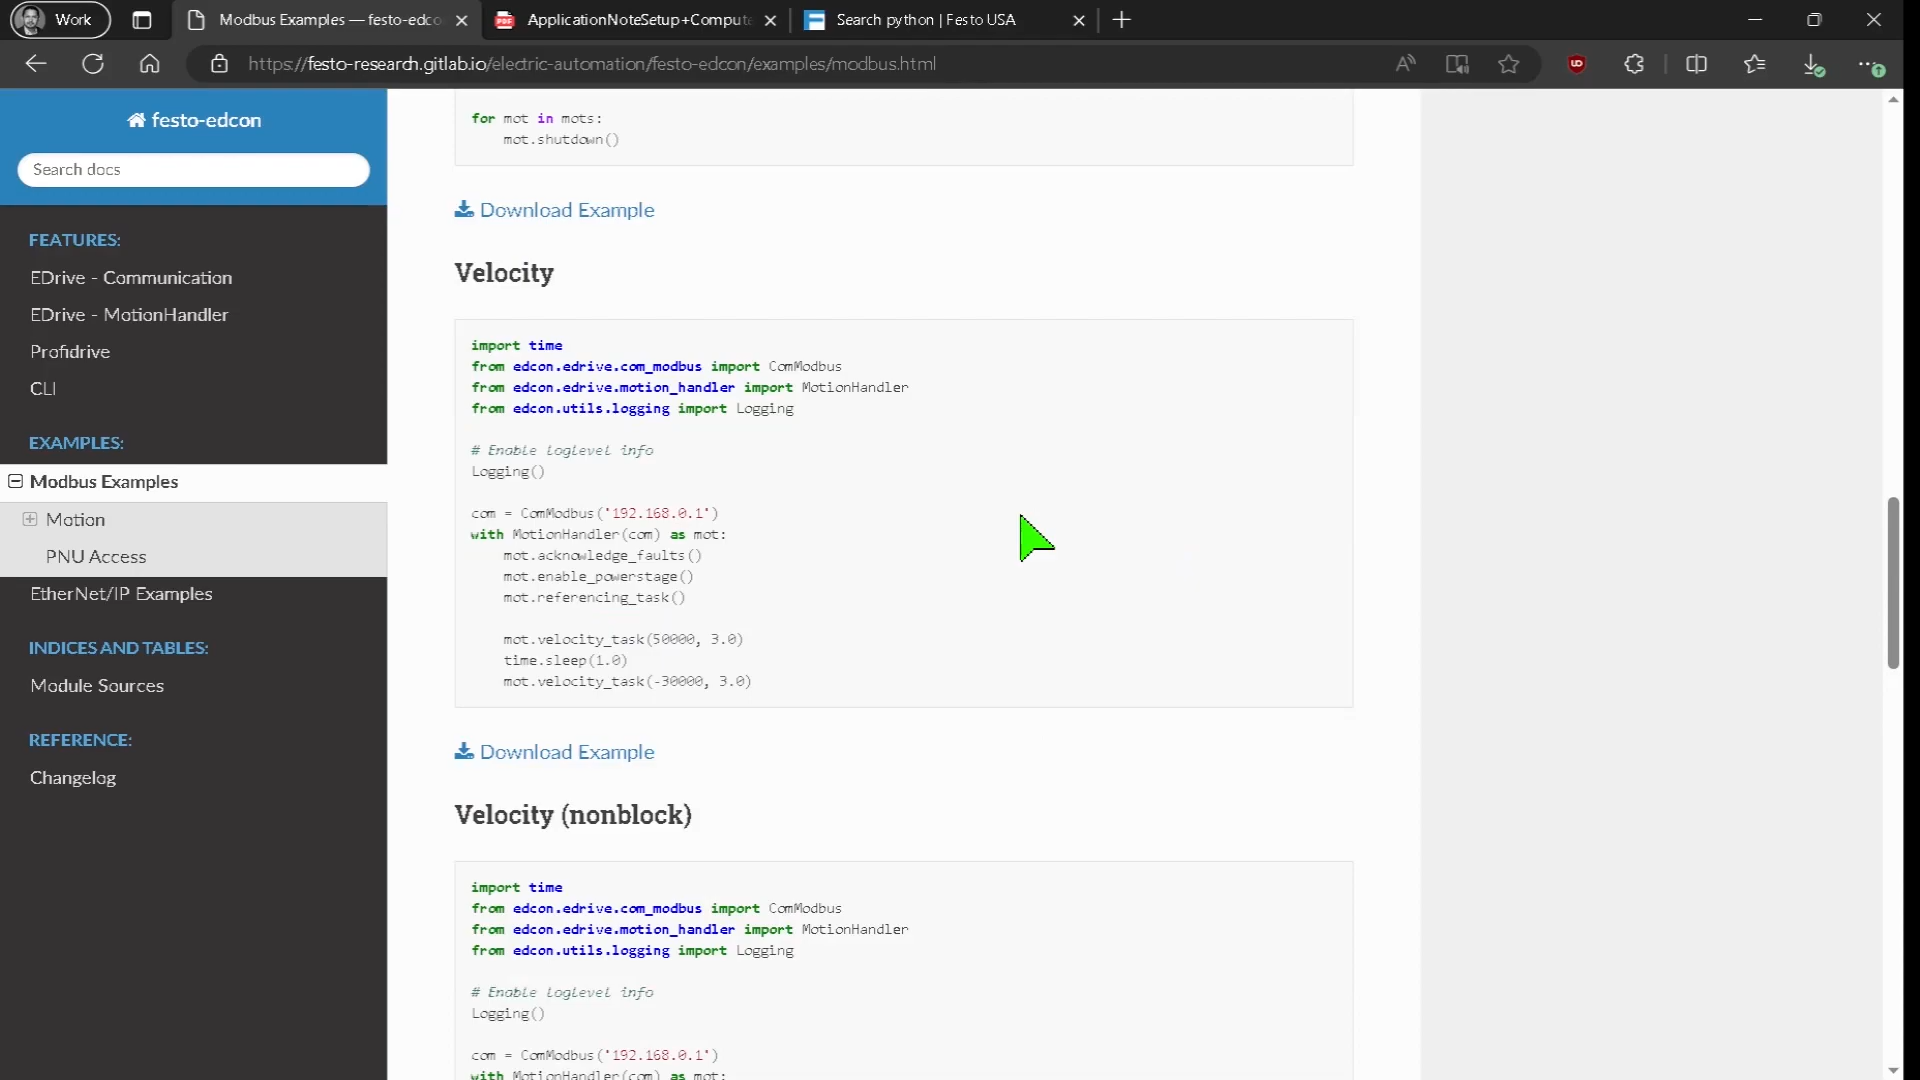 Work
Modbus Examples — festo-edco
ApplicationNoteSetup+Compute
Search python | Festo USA
https://festo-research.gitlab.io/electric-automation/festo-edcon/examples/modbus.html
festo-edcon
Search docs
FEATURES:
EDrive - Communication
EDrive - MotionHandler
Profidrive
CLI
EXAMPLES:
Modbus Examples
Motion
PNU Access
EtherNet/IP Examples
INDICES AND TABLES:
Module Sources
REFERENCE:
Changelog
for mot in mots:
mot.shutdown()
Download Example
Velocity
import time
from edcon.edrive.com_modbus import ComModbus
from edcon.edrive.motion_handler import MotionHandler
from edcon.utils.logging import Logging
# Enable loglevel info
Logging()
com = ComModbus('192.168.0.1')
with MotionHandler(com) as mot:
mot.acknowledge_faults()
mot.enable_powerstage()
mot.referencing_task()
mot.velocity_task(50000, 3.0)
time.sleep(1.0)
mot.velocity_task(-30000, 3.0)
Download Example
Velocity (nonblock)
import time
from edcon.edrive.com_modbus import ComModbus
from edcon.edrive.motion_handler import MotionHandler
from edcon.utils.logging import Logging
# Enable loglevel info
Logging()
com = ComModbus('192.168.0.1')
with MotionHandler(com) as mot: